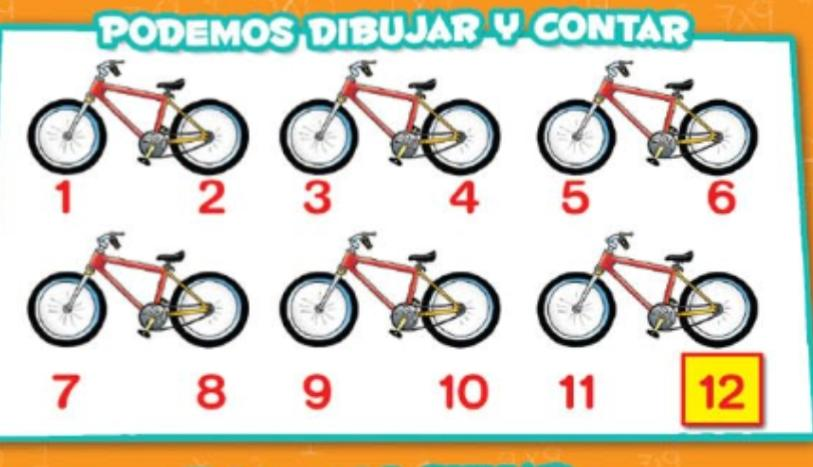 PODEMOS DIBUJAR Y CONTAR
1 2 3 4 5 6
7 8 9 10 11 12